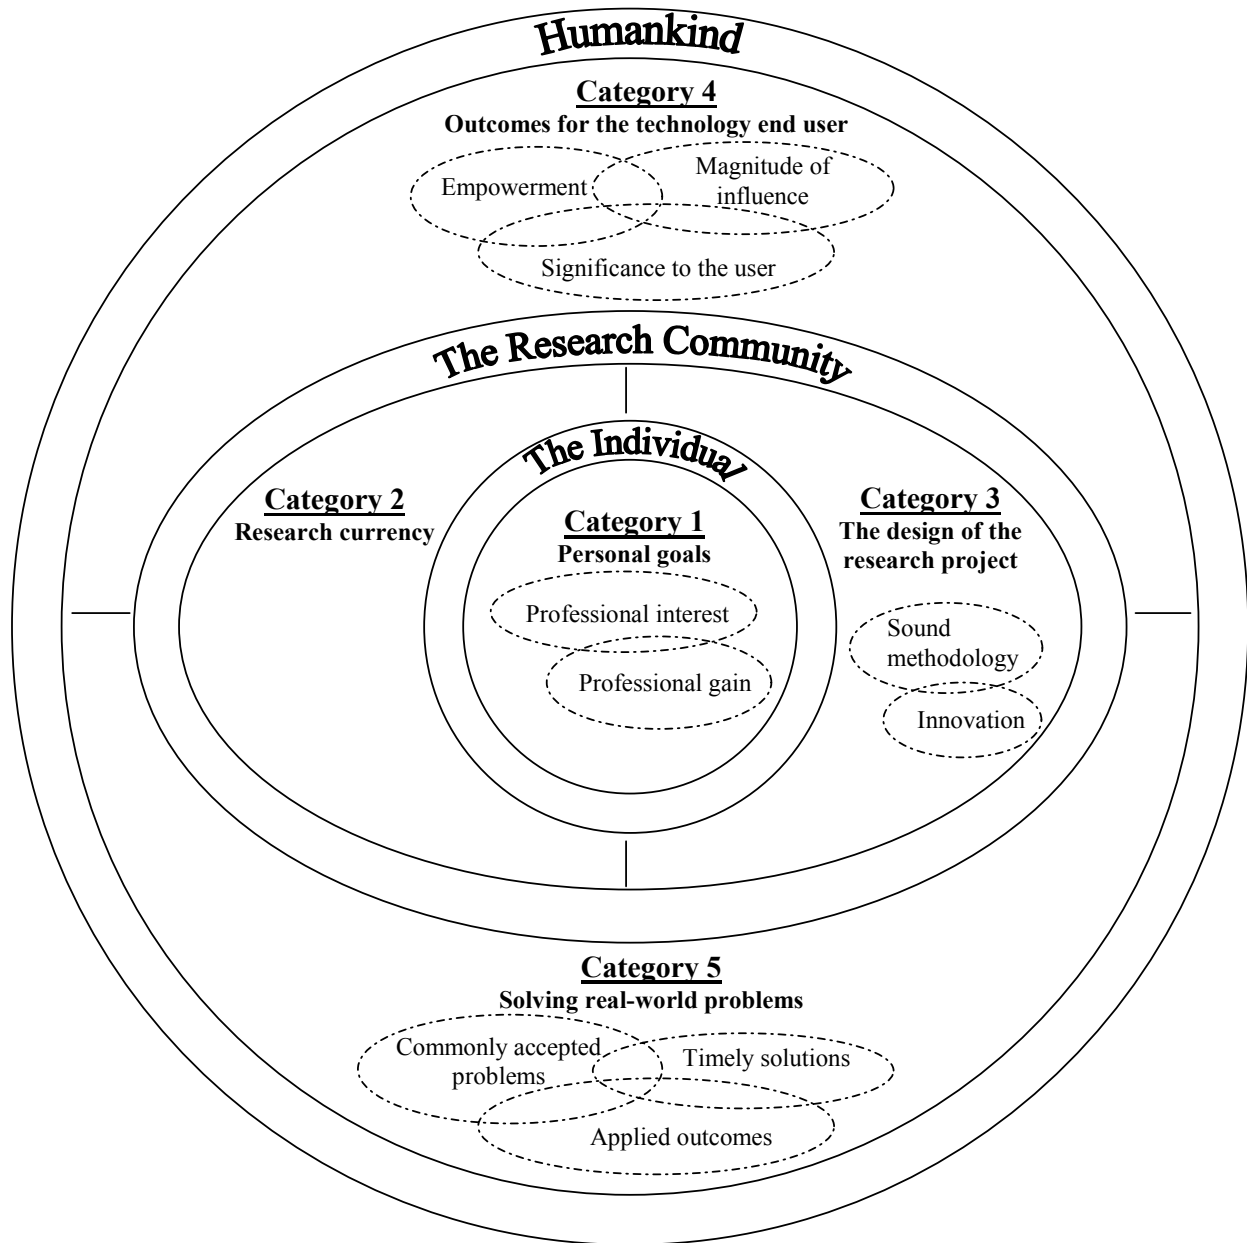 Humankind
Category 4
Outcomes for the technology end user
Empowerment
Magnitude of
influence
Significance to the user
The Research Community
The Individual
Category 2
Research currency
Category 1
Personal goals
Professional interest
Professional gain
Category 3
The design of the
research project
Sound
methodology
Innovation
Category 5
Solving real-world problems
Commonly accepted
problems
Timely solutions
Applied outcomes